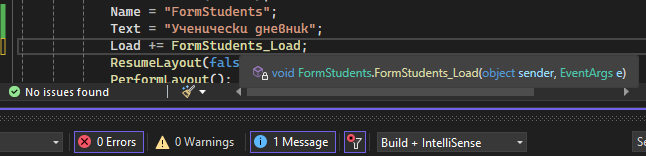 Name = "FormStudents";
Text = "Ученически дневник";
Load += FormStudents_Load;
ResumeLayout(fals
void FormStudents.FormStudents_Load(object sender, EventArgs e)
PerformLayout();
No issues found
0 Errors
0 Warnings
1 Message
Build + IntelliSense
Se